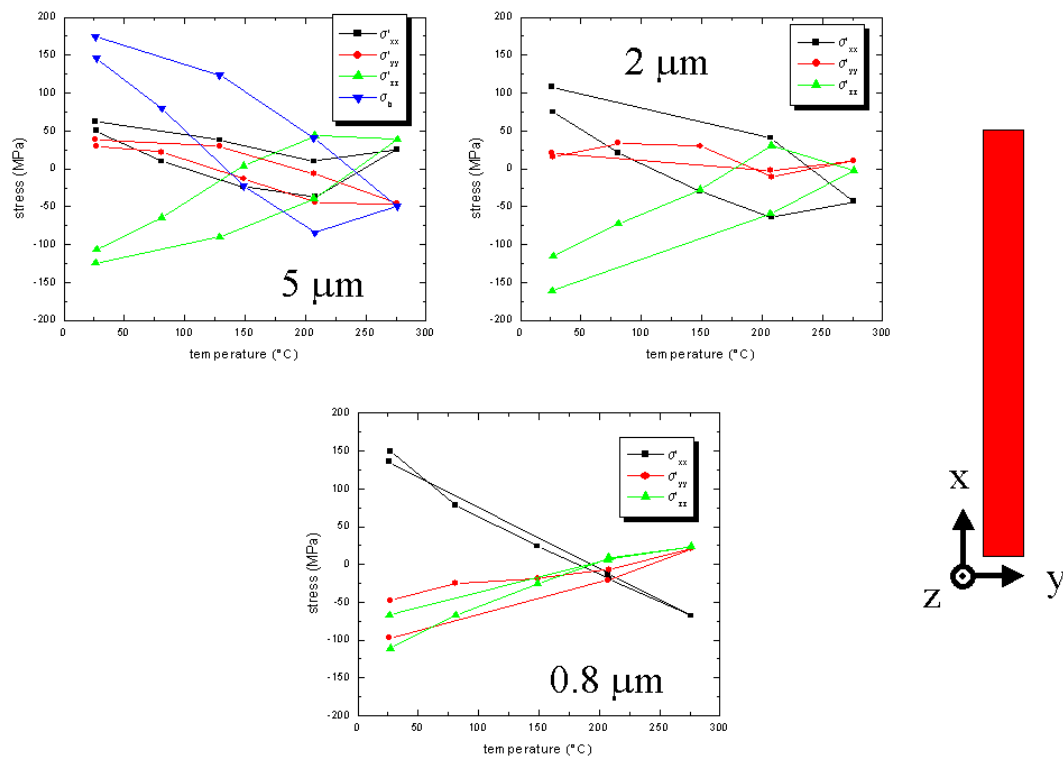 200
150
100
50
0
-50
-100
-150
-200
0 50 100 150 200 250 300
stress (MPa)
temperature (°C)
σ'xx
σ'yy
σ'zz
σb
5 µm
200
150
100
50
0
-50
-100
-150
-200
0 50 100 150 200 250 300
stress (MPa)
temperature (°C)
2 µm
σ'xx
σ'yy
σ'zz
200
150
100
50
0
-50
-100
-150
-200
0 50 100 150 200 250 300
stress (MPa)
temperature (°C)
σ'xx
σ'yy
σ'zz
0.8 µm
x
z
y